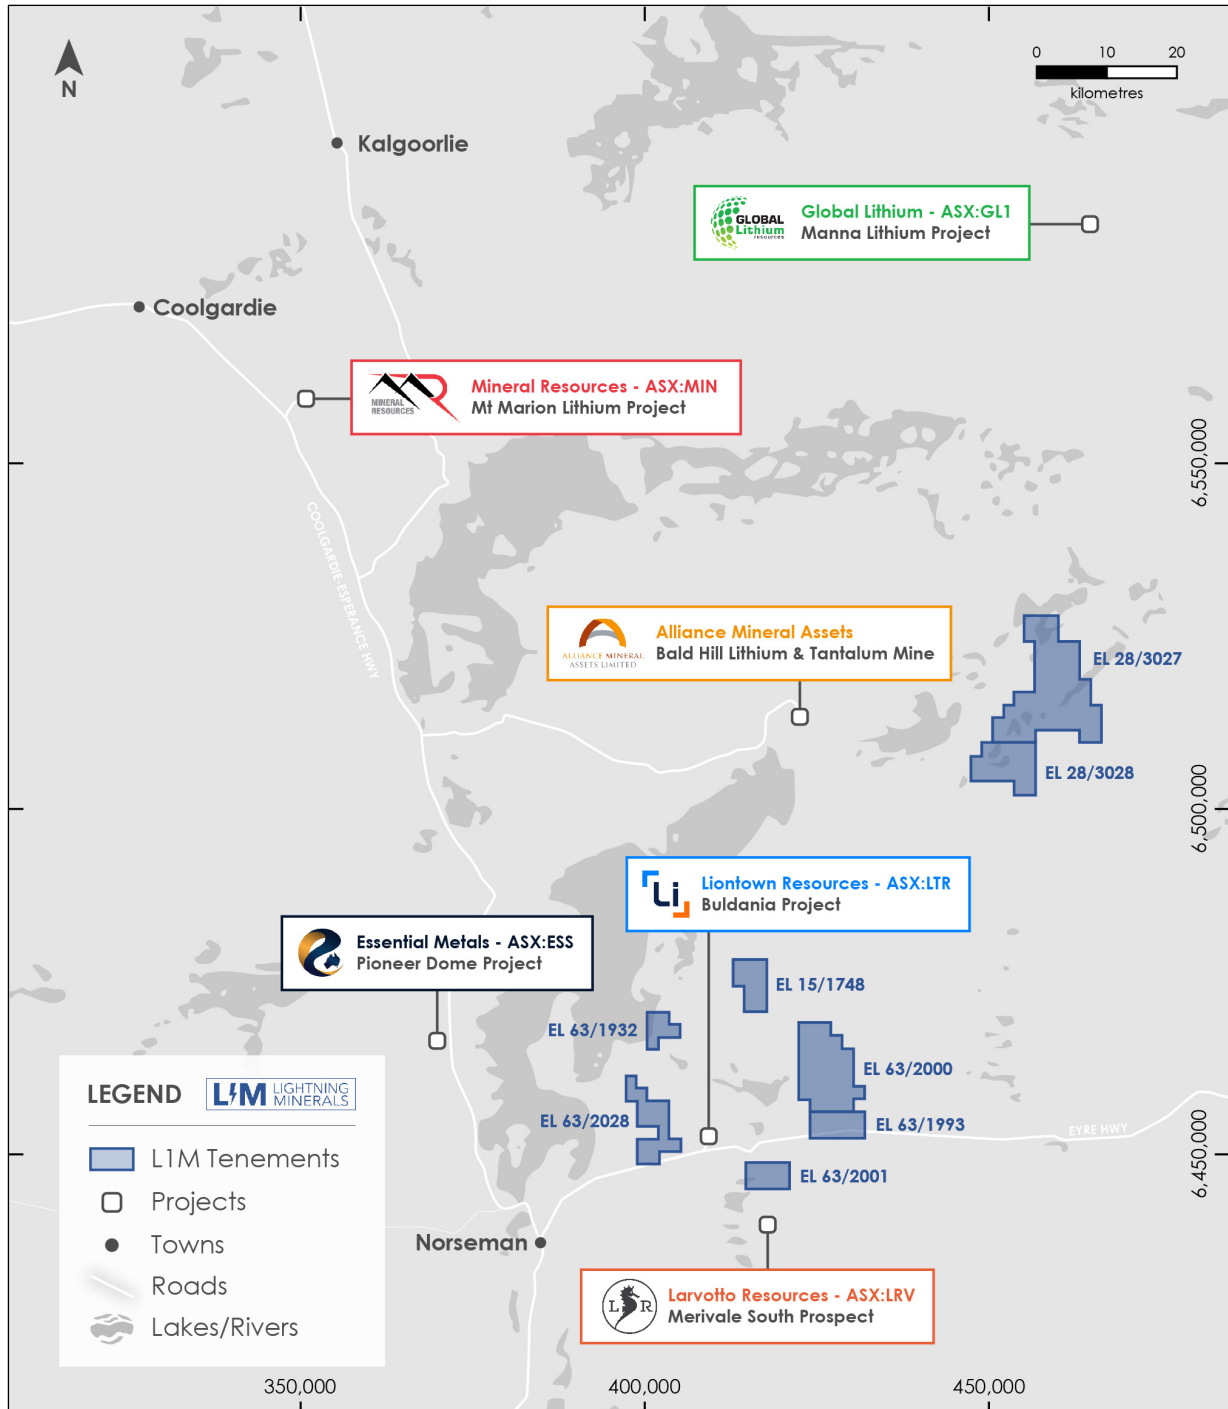 N
0 10 20
kilometres
Kalgoorlie
GLOBAL
Lithium
resources
Global Lithium - ASX:GL1
Manna Lithium Project
Coolgardie
MINERAL
RESOURCES
Mineral Resources - ASX:MIN
Mt Marion Lithium Project
6,550,000
COOLGARDIE-ESPERANCE HWY
ALLIANCE MINERAL
ASSETS LIMITED
Alliance Mineral Assets
Bald Hill Lithium & Tantalum Mine
EL 28/3027
EL 28/3028
6,500,000
Li
Liontown Resources - ASX:LTR
Buldania Project
Essential Metals - ASX:ESS
Pioneer Dome Project
EL 15/1748
EL 63/1932
EL 63/2000
EL 63/2028
EL 63/1993
EYRE HWY
6,450,000
EL 63/2001
Norseman
L R
Larvotto Resources - ASX:LRV
Merivale South Prospect
LEGEND
L1M LIGHTNING
MINERALS
L1M Tenements
Projects
Towns
Roads
Lakes/Rivers
350,000 400,000 450,000